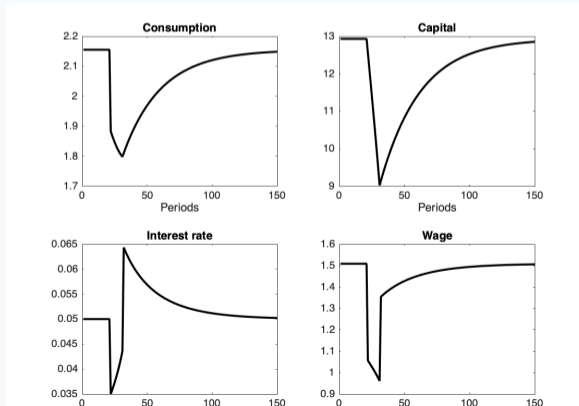 Consumption
2.2
2.1
2
1.9
1.8
1.7
0 50 100 150
Periods
Capital
13
12
11
10
9
0 50 100 150
Periods
Interest rate
0.065
0.06
0.055
0.05
0.045
0.04
0.035
0 50 100 150
Wage
1.6
1.5
1.4
1.3
1.2
1.1
1
0.9
0 50 100 150